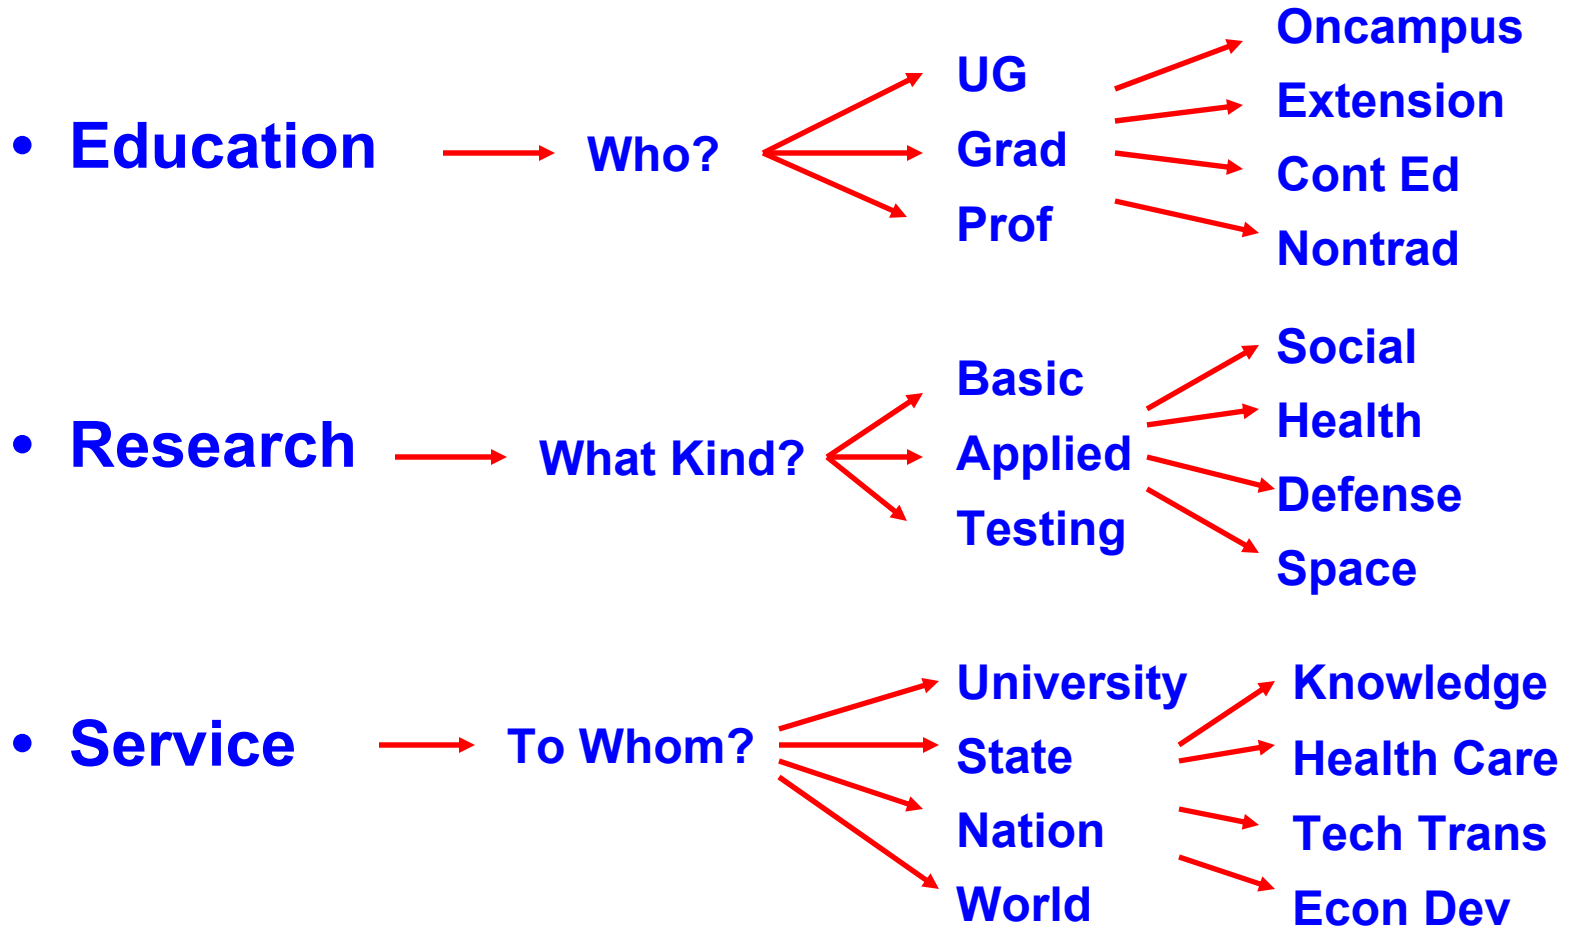 • Education
Who?
UG
Grad
Prof
Oncampus
Extension
Cont Ed
Nontrad
• Research
What Kind?
Basic
Applied
Testing
Social
Health
Defense
Space
• Service
To Whom?
University
State
Nation
World
Knowledge
Health Care
Tech Trans
Econ Dev